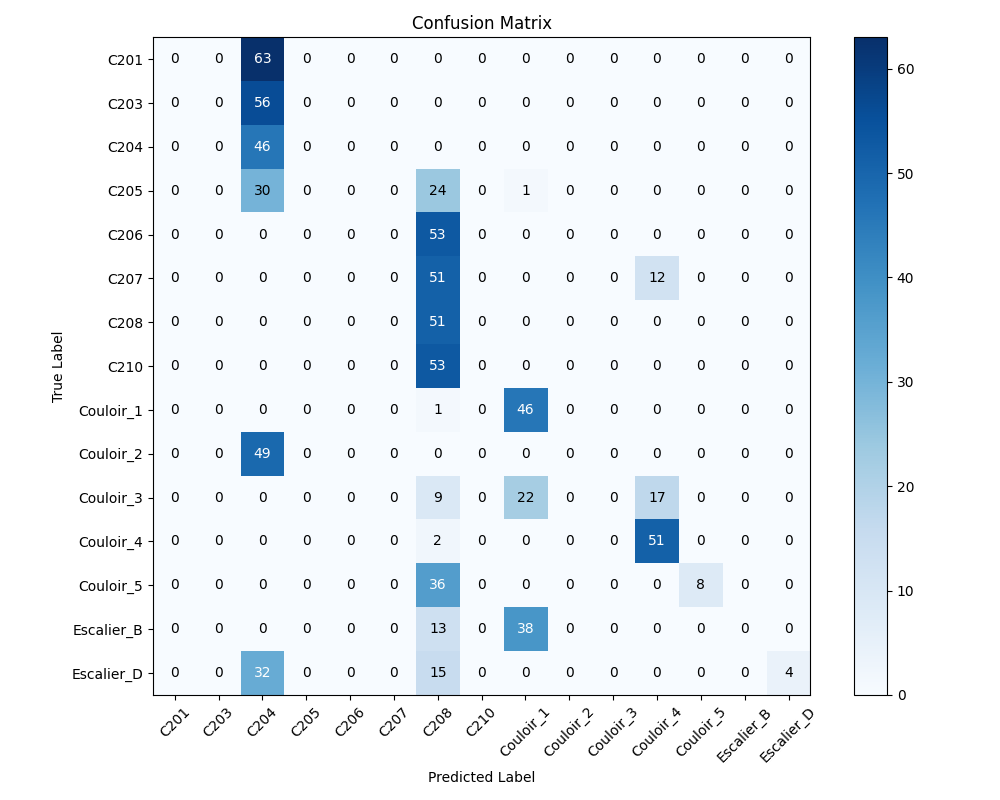 Confusion Matrix
True Label
C201 0 0 63 0 0 0 0 0 0 0 0 0 0 0 0
C203 0 0 56 0 0 0 0 0 0 0 0 0 0 0 0
C204 0 0 46 0 0 0 0 0 0 0 0 0 0 0 0
C205 0 0 30 0 0 0 24 0 1 0 0 0 0 0 0
C206 0 0 0 0 0 0 53 0 0 0 0 0 0 0 0
C207 0 0 0 0 0 0 51 0 0 0 0 12 0 0 0
C208 0 0 0 0 0 0 51 0 0 0 0 0 0 0 0
C210 0 0 0 0 0 0 53 0 0 0 0 0 0 0 0
Couloir_1 0 0 0 0 0 0 1 0 46 0 0 0 0 0 0
Couloir_2 0 0 49 0 0 0 0 0 0 0 0 0 0 0 0
Couloir_3 0 0 0 0 0 0 9 0 22 0 0 17 0 0 0
Couloir_4 0 0 0 0 0 0 2 0 0 0 0 51 0 0 0
Couloir_5 0 0 0 0 0 0 36 0 0 0 0 0 8 0 0
Escalier_B 0 0 0 0 0 0 13 0 38 0 0 0 0 0 0
Escalier_D 0 0 32 0 0 0 15 0 0 0 0 0 0 0 4
C201 C203 C204 C205 C206 C207 C208 C210 Couloir_1 Couloir_2 Couloir_3 Couloir_4 Couloir_5 Escalier_B Escalier_D
Predicted Label
60
50
40
30
20
10
0